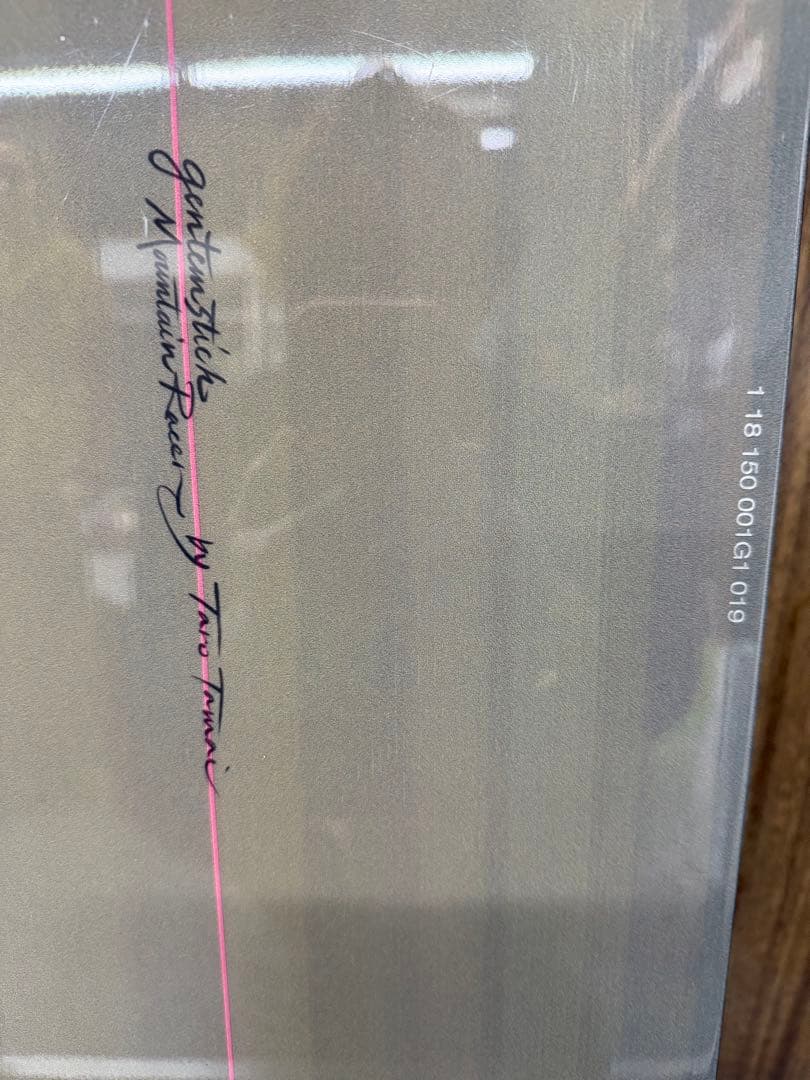 gentemstick
Mountain Racer by Taro Tamai
1 18 150 001G1 019